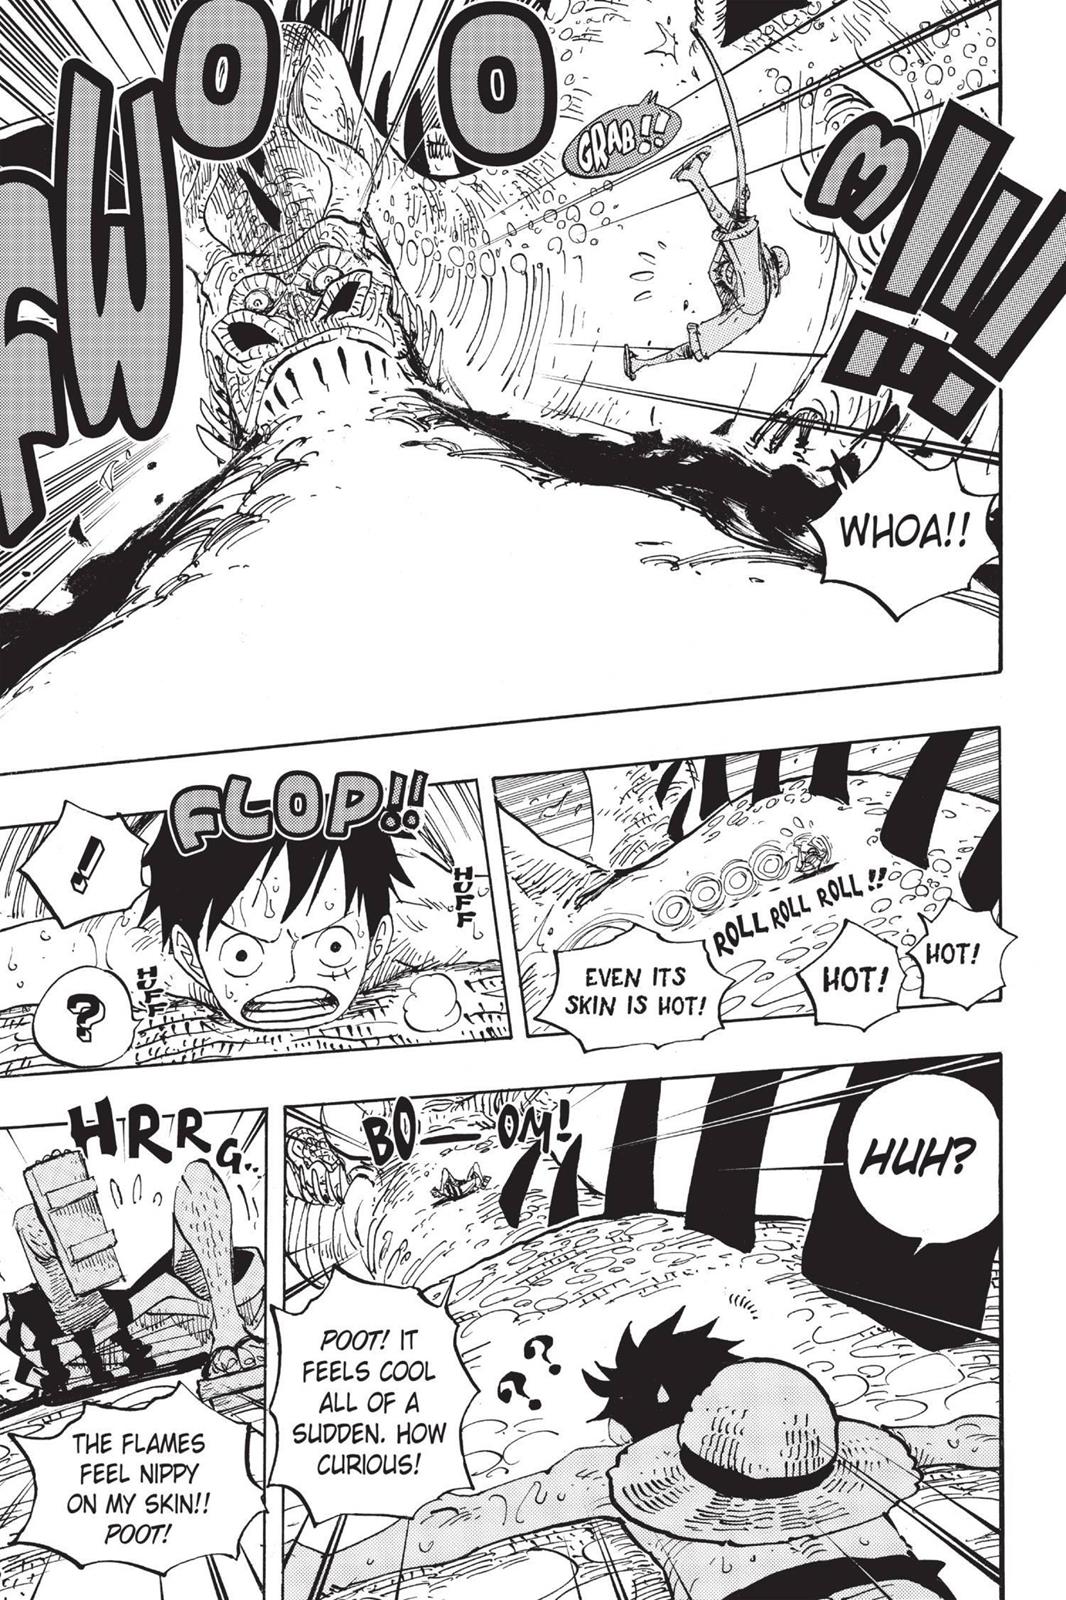 GRAB!!
FWOOM!!!
WHOA!!
ROLL ROLL ROLL!!
HOT!
HOT!
EVEN ITS
SKIN IS HOT!
FLOP!!
!
HUFF
HUFF
?
HUH?
BO—OM!
? ?
POOT! IT
FEELS COOL
ALL OF A
SUDDEN. HOW
CURIOUS!
HRRG..
THE FLAMES
FEEL NIPPY
ON MY SKIN!!
POOT!